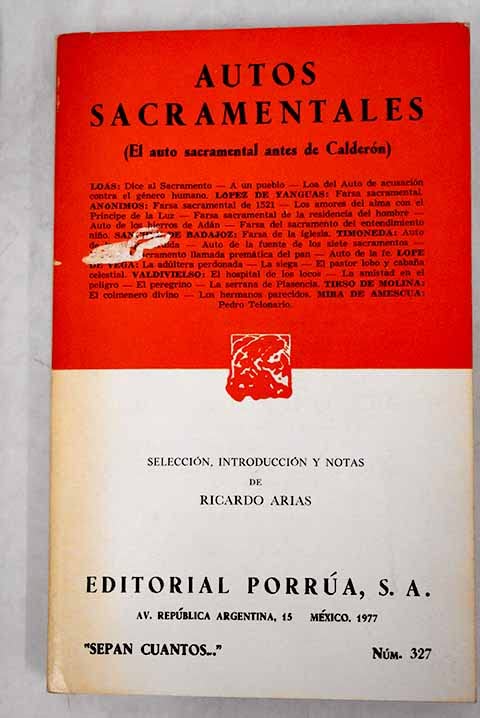 AUTOS
SACRAMENTALES
(El auto sacramental antes de Calderón)
LOAS: Dice al Sacramento — A un pueblo — Loa del Auto de acusación
contra el género humano. LÓPEZ DE YANGUAS: Farsa sacramental.
ANÓNIMOS: Farsa sacramental de 1521 — Los amores del alma con el
Príncipe de la Luz — Farsa sacramental de la residencia del hombre —
Auto de los hierros de Adán — Farsa del sacramento del entendimiento
niño. SÁNCHEZ DE BADAJOZ: Farsa de la Iglesia. TIMONEDA: Auto
de — Auto de la fuente de los siete sacramentos —
llamada premática del pan — Auto de la fe. LOPE
DE VEGA: La adúltera perdonada — La siega — El pastor lobo y cabaña
celestial. VALDIVIELSO: El hospital de los locos — La amistad en el
peligro — El peregrino — La serrana de Plasencia. TIRSO DE MOLINA:
El colmenero divino — Los hermanos parecidos. MIRA DE AMESCUA:
Pedro Telonario.
SELECCIÓN, INTRODUCCIÓN Y NOTAS
DE
RICARDO ARIAS
EDITORIAL PORRÚA, S. A.
AV. REPÚBLICA ARGENTINA, 15 MÉXICO, 1977
"SEPAN CUANTOS..." NÚM. 327